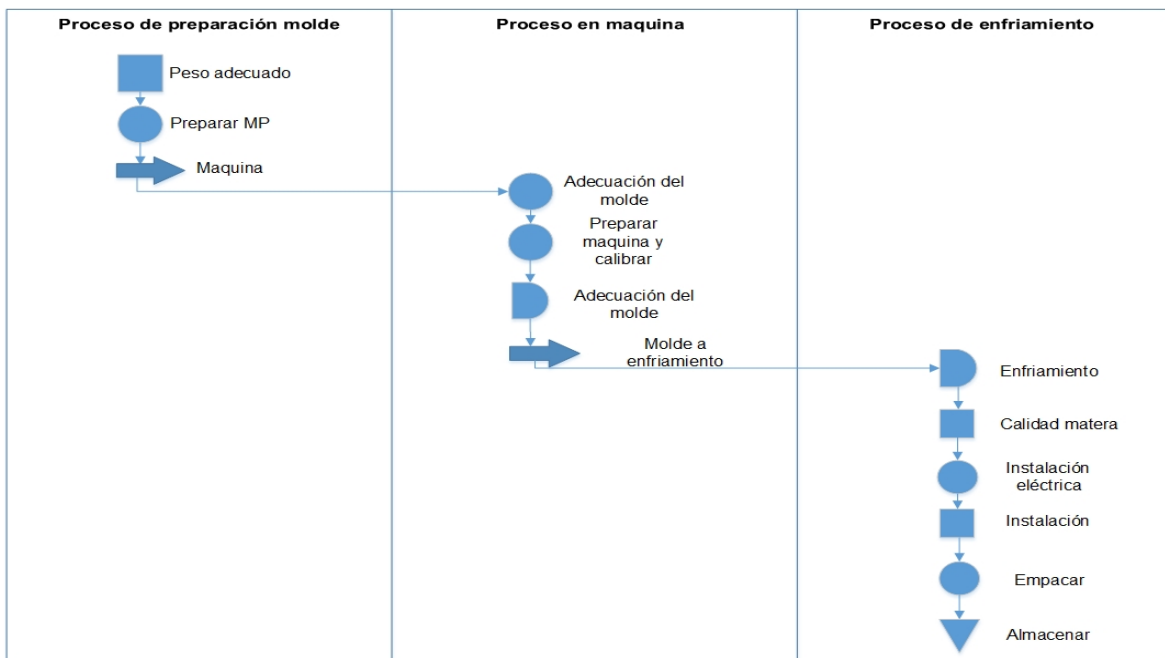 Proceso de preparación molde
Peso adecuado
Preparar MP
Maquina
Proceso en maquina
Adecuación del
molde
Preparar
maquina y
calibrar
Adecuación del
molde
Molde a
enfriamiento
Proceso de enfriamiento
Enfriamiento
Calidad matera
Instalación
eléctrica
Instalación
Empacar
Almacenar